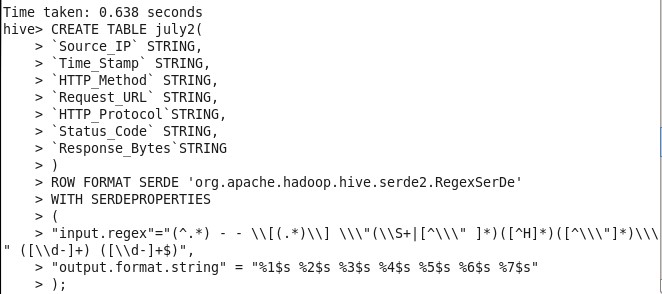 Time taken: 0.638 seconds
hive> CREATE TABLE july2(
    > `Source_IP` STRING,
    > `Time_Stamp` STRING,
    > `HTTP_Method` STRING,
    > `Request_URL` STRING,
    > `HTTP_Protocol`STRING,
    > `Status_Code` STRING,
    > `Response_Bytes`STRING
    > )
    > ROW FORMAT SERDE 'org.apache.hadoop.hive.serde2.RegexSerDe'
    > WITH SERDEPROPERTIES
    > (
    > "input.regex"="(^.*) - - \\[(.*)\\] \\\"(\\S+|[^\\\" ]*)([^H]*)([^\\\"]*)\\\
" ([\\d-]+) ([\\d-]+$)",
    > "output.format.string" = "%1$s %2$s %3$s %4$s %5$s %6$s %7$s"
    > );